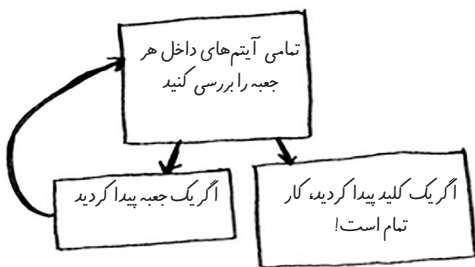 تمامی آیتم‌های داخل هر
جعبه را بررسی کنید
اگر یک جعبه پیدا کردید
اگر یک کلید پیدا کردید، کار
تمام است!